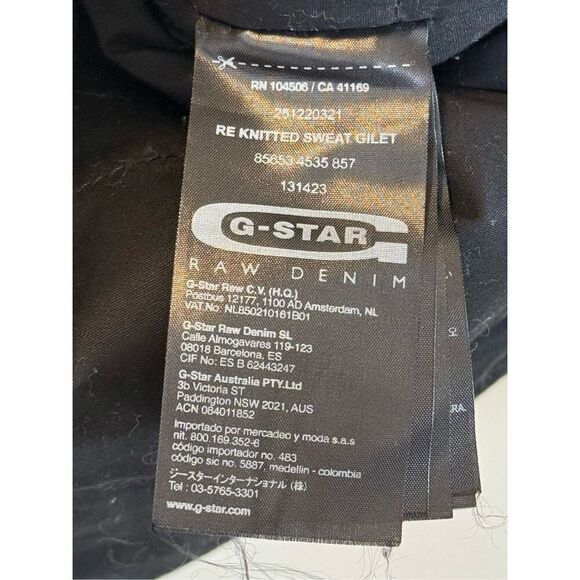 RN 104506 / CA 41169
251220321
RE KNITTED SWEAT GILET
85653 4535 857
131423
G-STAR
RAW DENIM
G-Star Raw C.V. (H.Q.)
Postbus 12177, 1100 AD Amsterdam, NL
VAT.No: NL850210161B01
G-Star Raw Denim SL
Calle Almogavares 119-123
08018 Barcelona, ES
CIF No: ES B 62443247
G-Star Australia PTY.Ltd
3b Victoria ST
Paddington NSW 2021, AUS
ACN 084011852
Importado por mercadeo y moda s.a.s
nit. 800.169.352-6
código importador no. 483
código sic no. 5887, medellin - colombia
ジースターインターナショナル (株)
Tel : 03-5765-3301
www.g-star.com